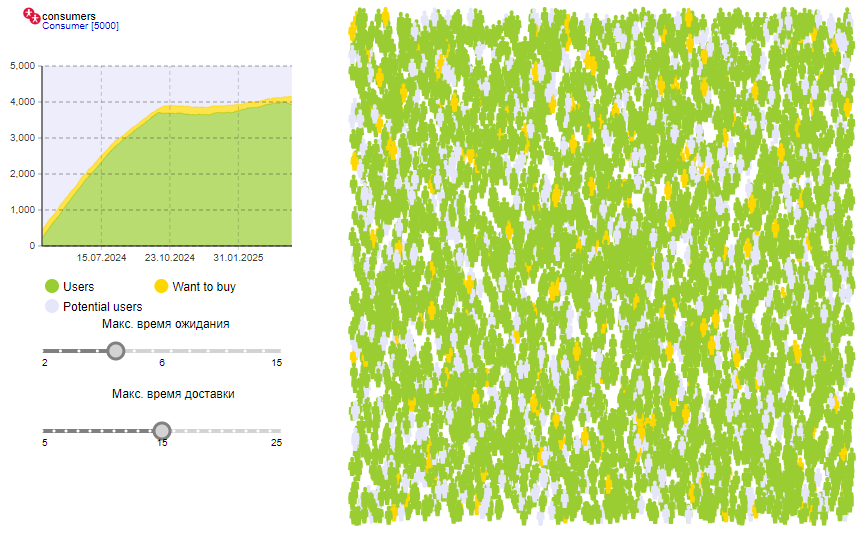 consumers
Consumer [5000]
5,000
4,000
3,000
2,000
1,000
0
15.07.2024 23.10.2024 31.01.2025
Users Want to buy
Potential users
Макс. время ожидания
2 6 15
Макс. время доставки
5 15 25